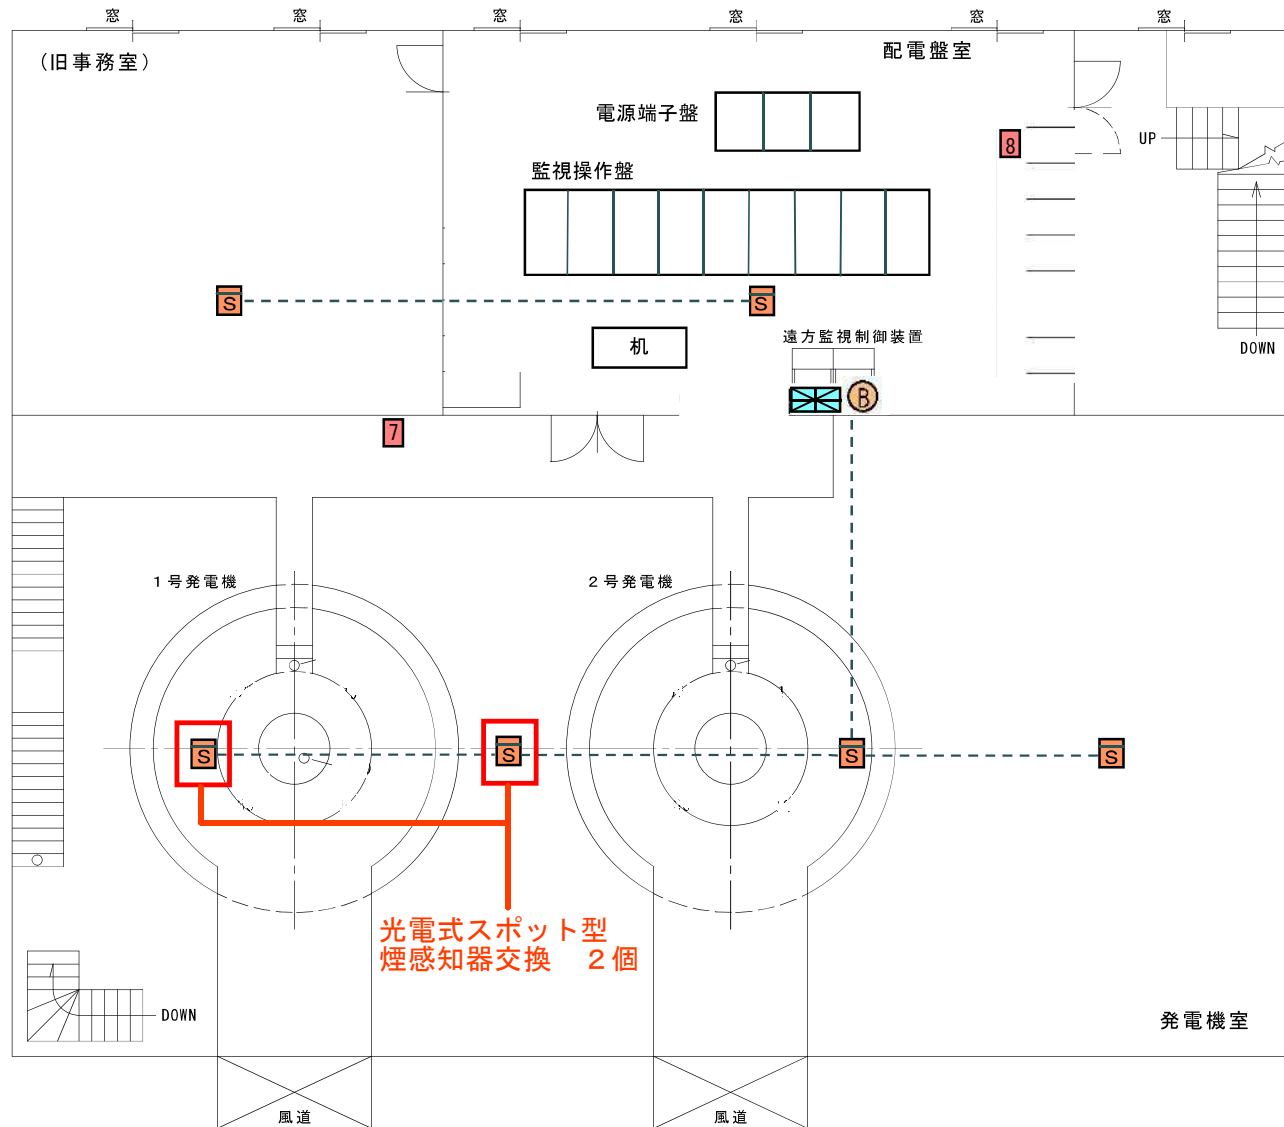 窓
窓
窓
窓
窓
窓
(旧事務室)
配電盤室
電源端子盤
8
UP
監視操作盤
S
S
机
遠方監視制御装置
DOWN
B
7
1号発電機
2号発電機
S
S
S
S
光電式スポット型
煙感知器交換 2個
DOWN
発電機室
風道
風道